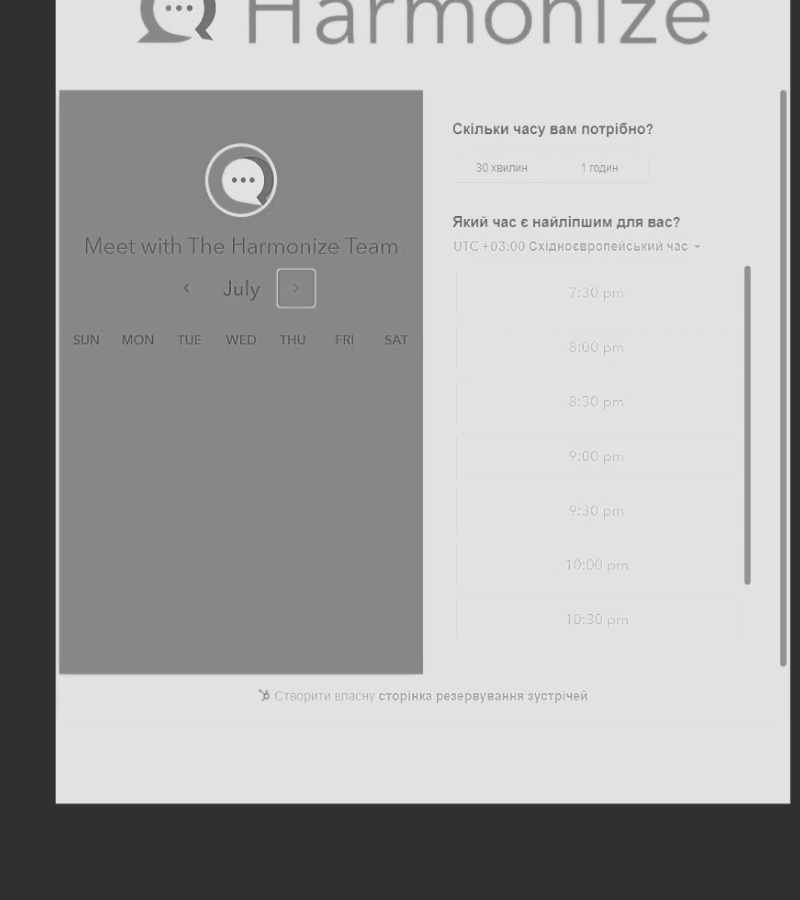 Harmonize
Meet with The Harmonize Team
July
SUN MON TUE WED THU FRI SAT
Скільки часу вам потрібно?
30 хвилин 1 годин
Який час є найліпшим для вас?
UTC +03:00 Східноєвропейський час
7:30 pm
8:00 pm
8:30 pm
9:00 pm
9:30 pm
10:00 pm
10:30 pm
Створити власну сторінка резервування зустрічей